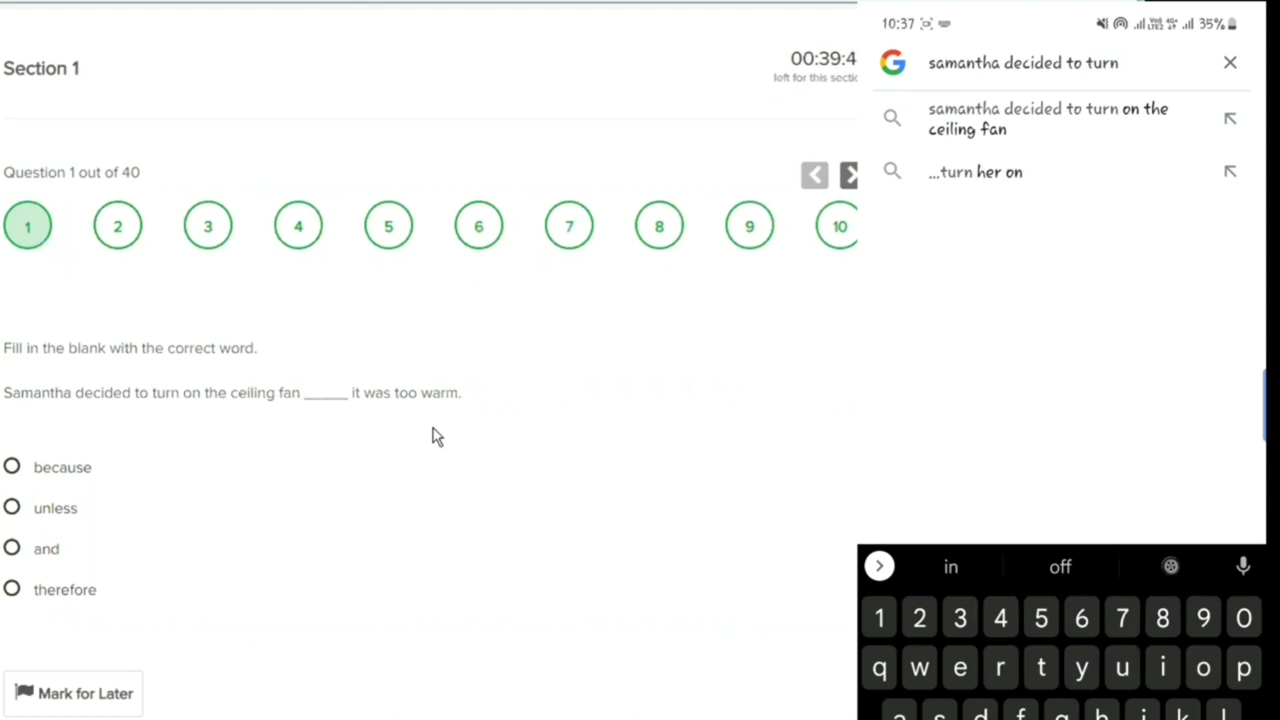 Section 1
00:39:4
left for this sectic
Question 1 out of 40
1 2 3 4 5 6 7 8 9 10
Fill in the blank with the correct word.
Samantha decided to turn on the ceiling fan _____ it was too warm.
because
unless
and
therefore
Mark for Later
10:37 35%
samantha decided to turn
samantha decided to turn on the
ceiling fan
...turn her on
in off
1 2 3 4 5 6 7 8 9 0
q w e r t y u i o p
a s d f g h j k l